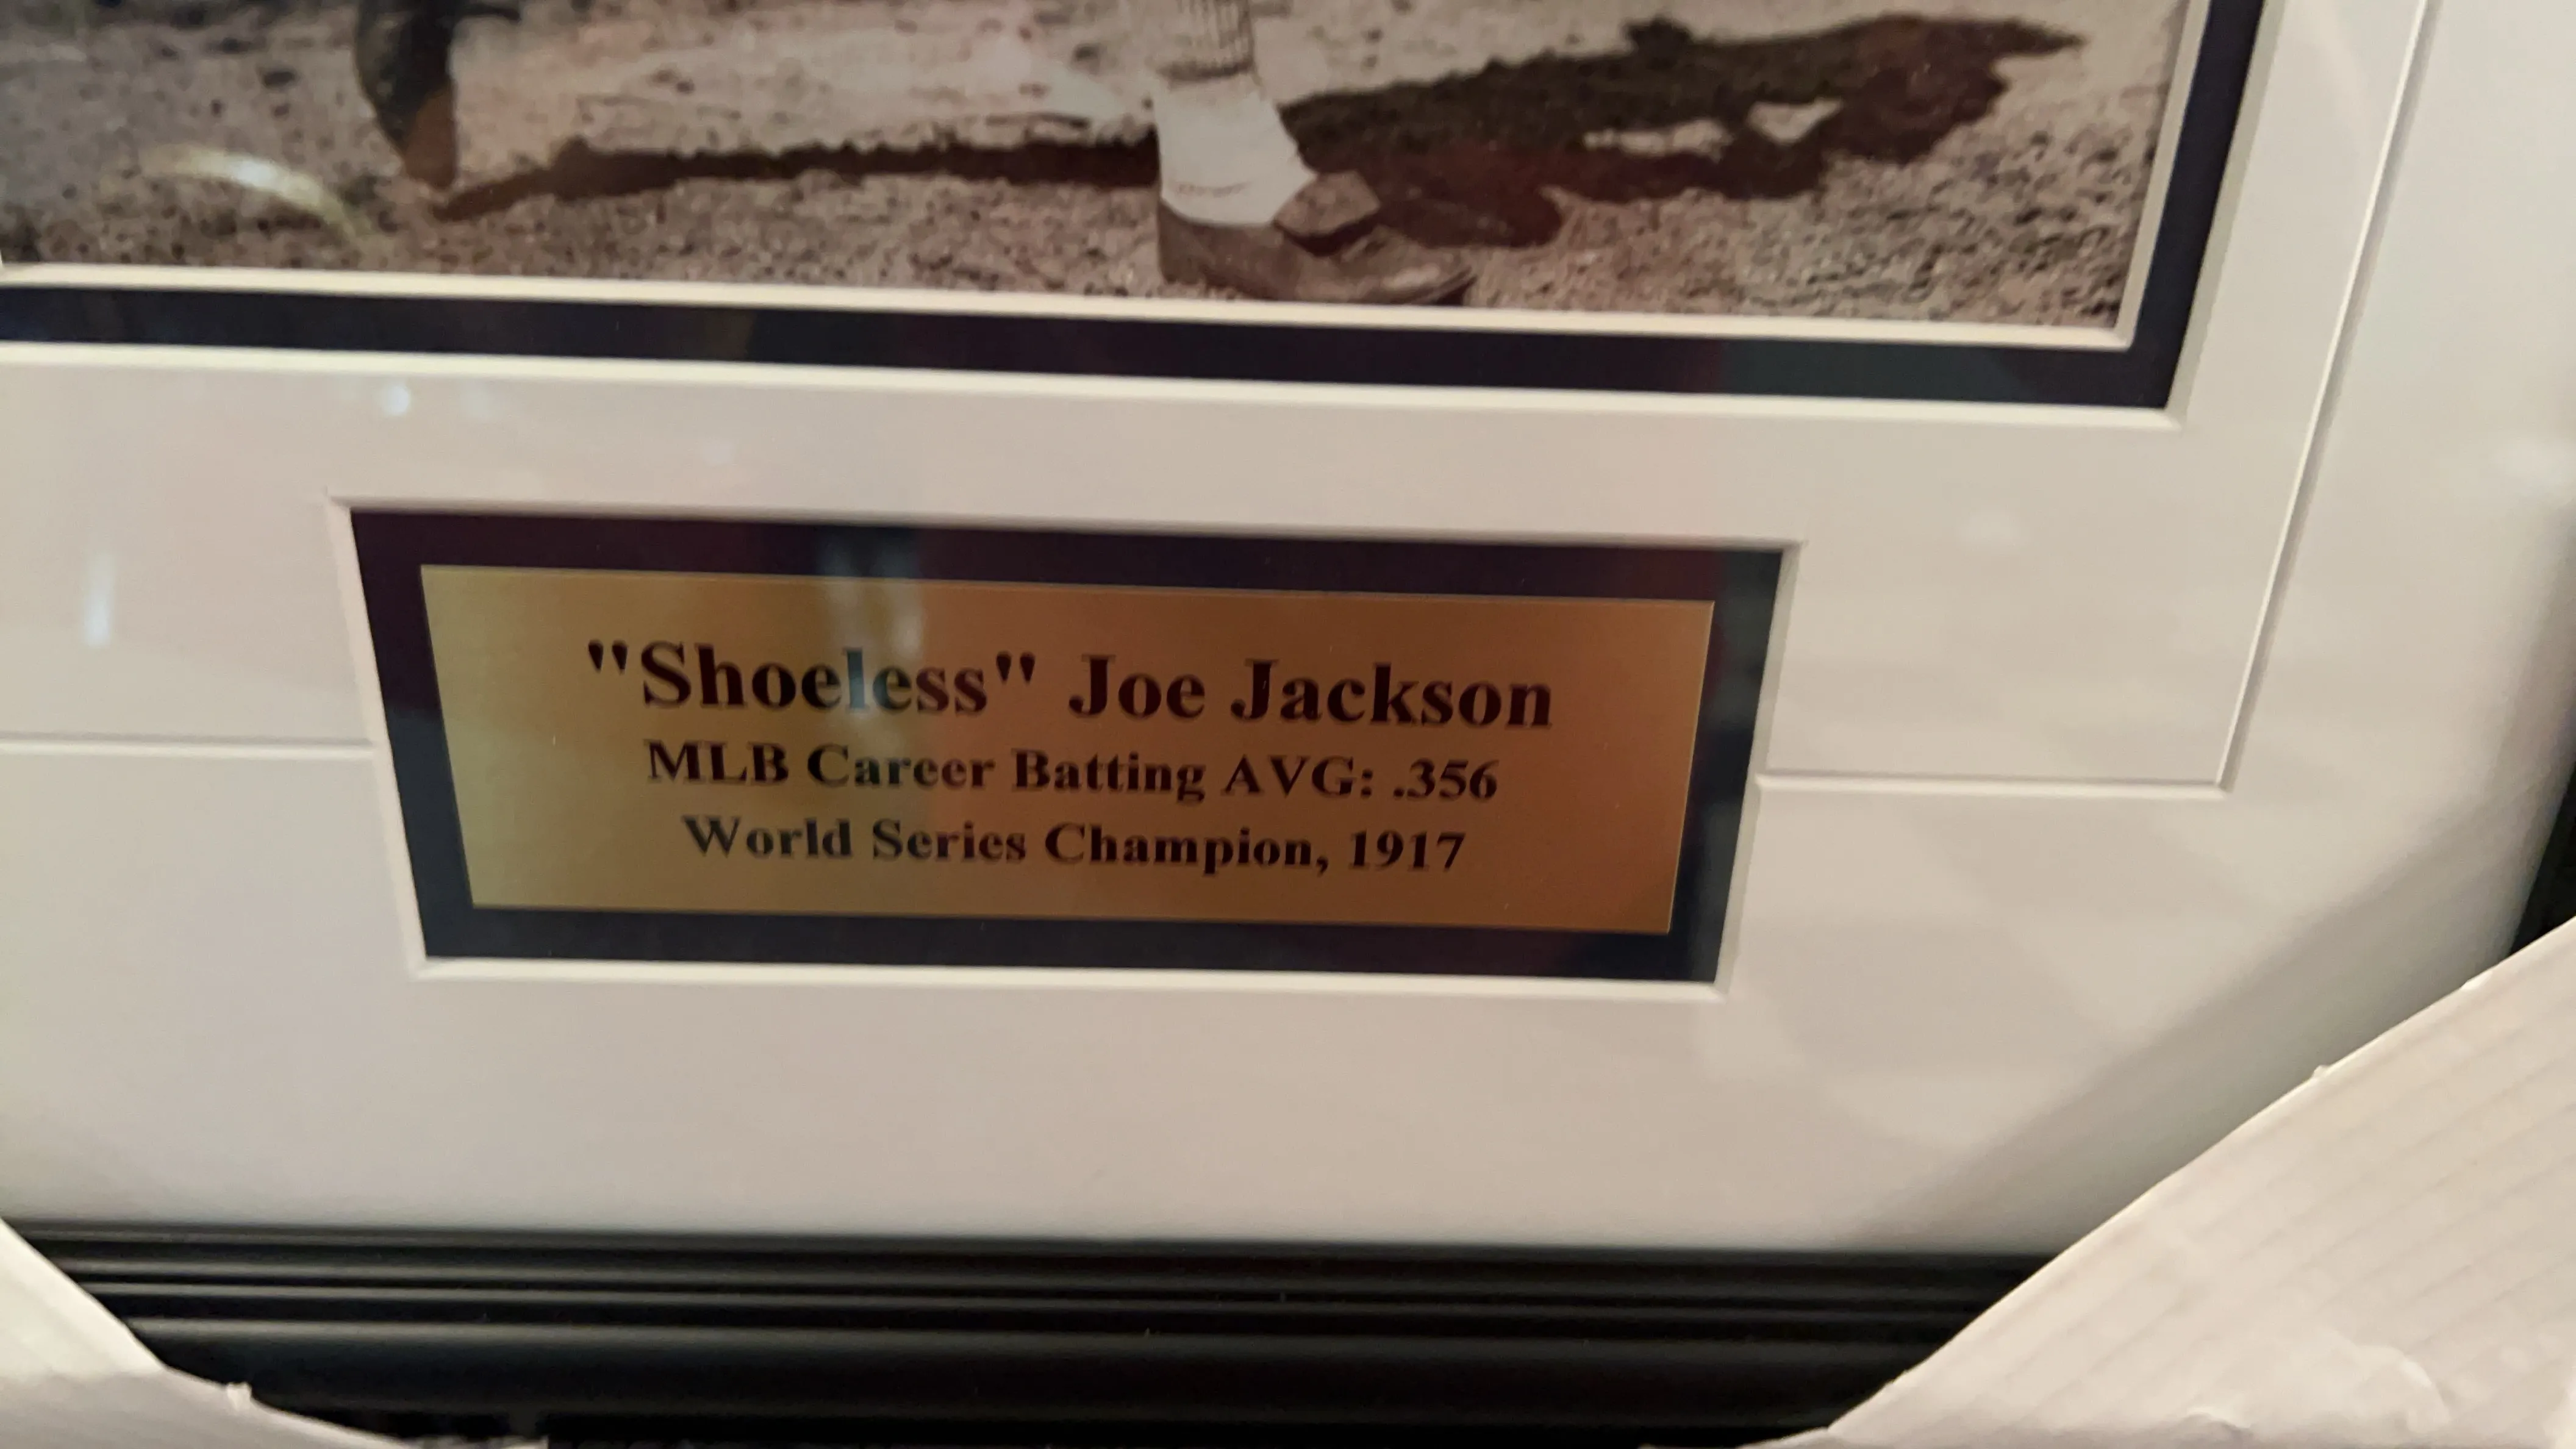 "Shoeless" Joe Jackson
MLB Career Batting AVG: .356
World Series Champion, 1917